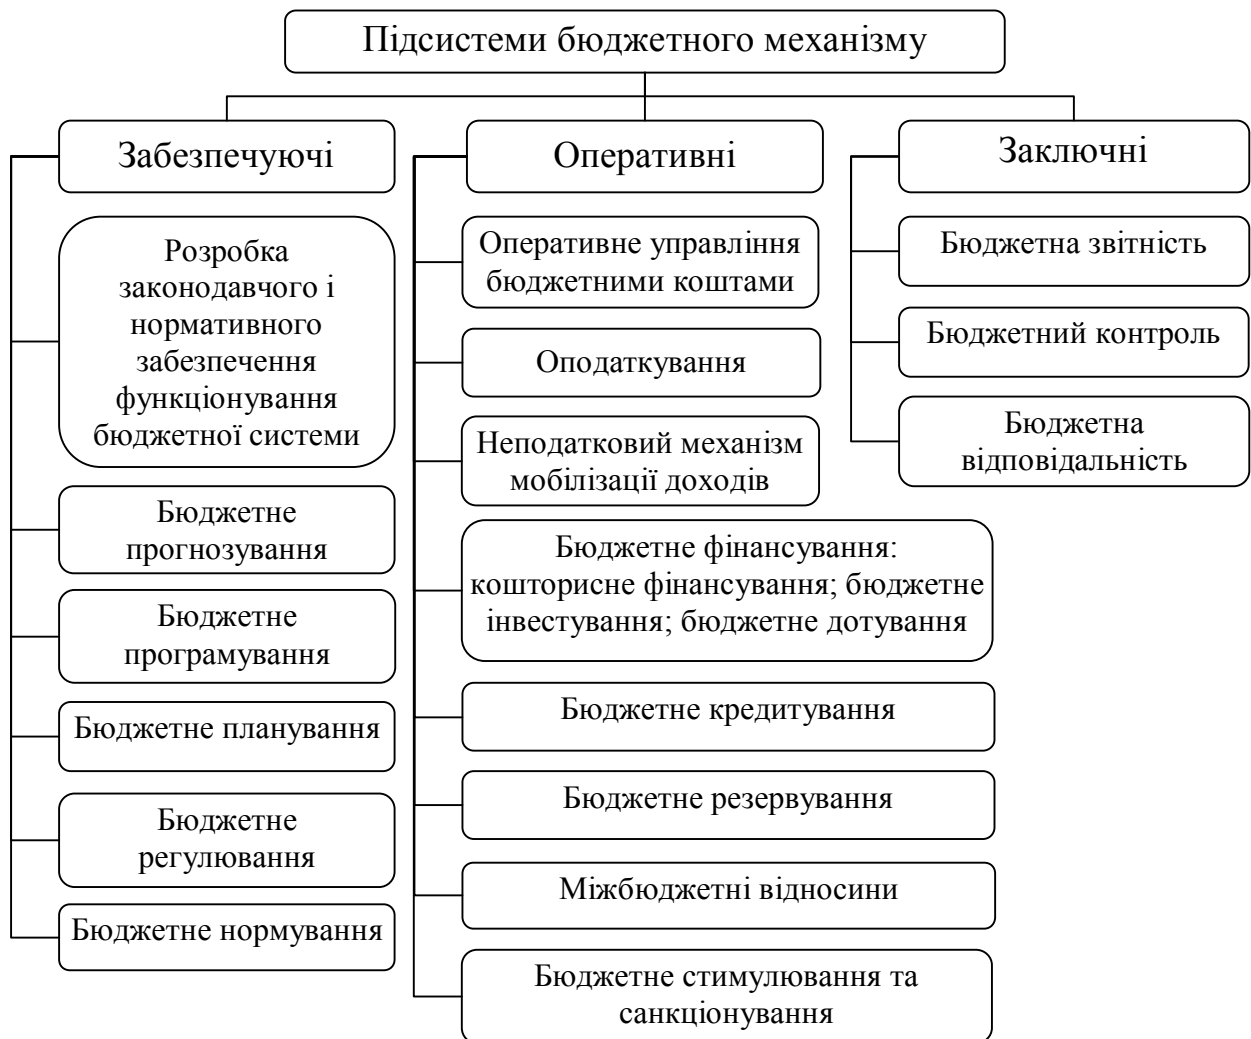 Підсистеми бюджетного механізму
Забезпечуючі
Розробка
законодавчого і
нормативного
забезпечення
функціонування
бюджетної системи
Бюджетне
прогнозування
Бюджетне
програмування
Бюджетне планування
Бюджетне
регулювання
Бюджетне нормування
Оперативні
Оперативне управління
бюджетними коштами
Оподаткування
Неподатковий механізм
мобілізації доходів
Бюджетне фінансування:
кошторисне фінансування; бюджетне
інвестування; бюджетне дотування
Бюджетне кредитування
Бюджетне резервування
Міжбюджетні відносини
Бюджетне стимулювання та
санкціонування
Заключні
Бюджетна звітність
Бюджетний контроль
Бюджетна
відповідальність